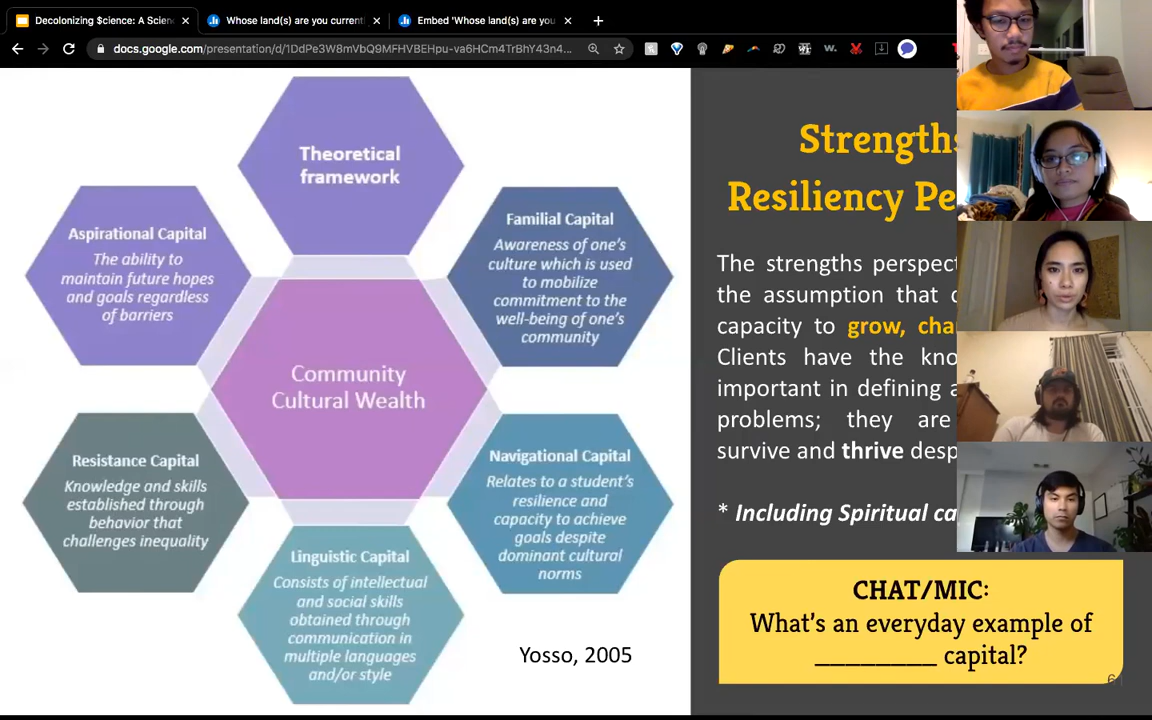 Decolonizing $cience: A Scien
Whose land(s) are you current
Embed 'Whose land(s) are you
docs.google.com/presentation/d/1DdPe3W8mVbQ9MFHVBEHpu-va6HCm4TrBhY43n4...
Theoretical
framework
Aspirational Capital
The ability to
maintain future hopes
and goals regardless
of barriers
Familial Capital
Awareness of one's
culture which is used
to mobilize
commitment to the
well-being of one's
community
Community
Cultural Wealth
Resistance Capital
Knowledge and skills
established through
behavior that
challenges inequality
Navigational Capital
Relates to a student's
resilience and
capacity to achieve
goals despite
dominant cultural
norms
Linguistic Capital
Consists of intellectual
and social skills
obtained through
communication in
multiple languages
and/or style
Yosso, 2005
Strengths
Resiliency Pe
The strengths perspect
the assumption that c
capacity to grow, cha
Clients have the kno
important in defining a
problems; they are
survive and thrive desp
* Including Spiritual ca
CHAT/MIC:
What's an everyday example of
________ capital?